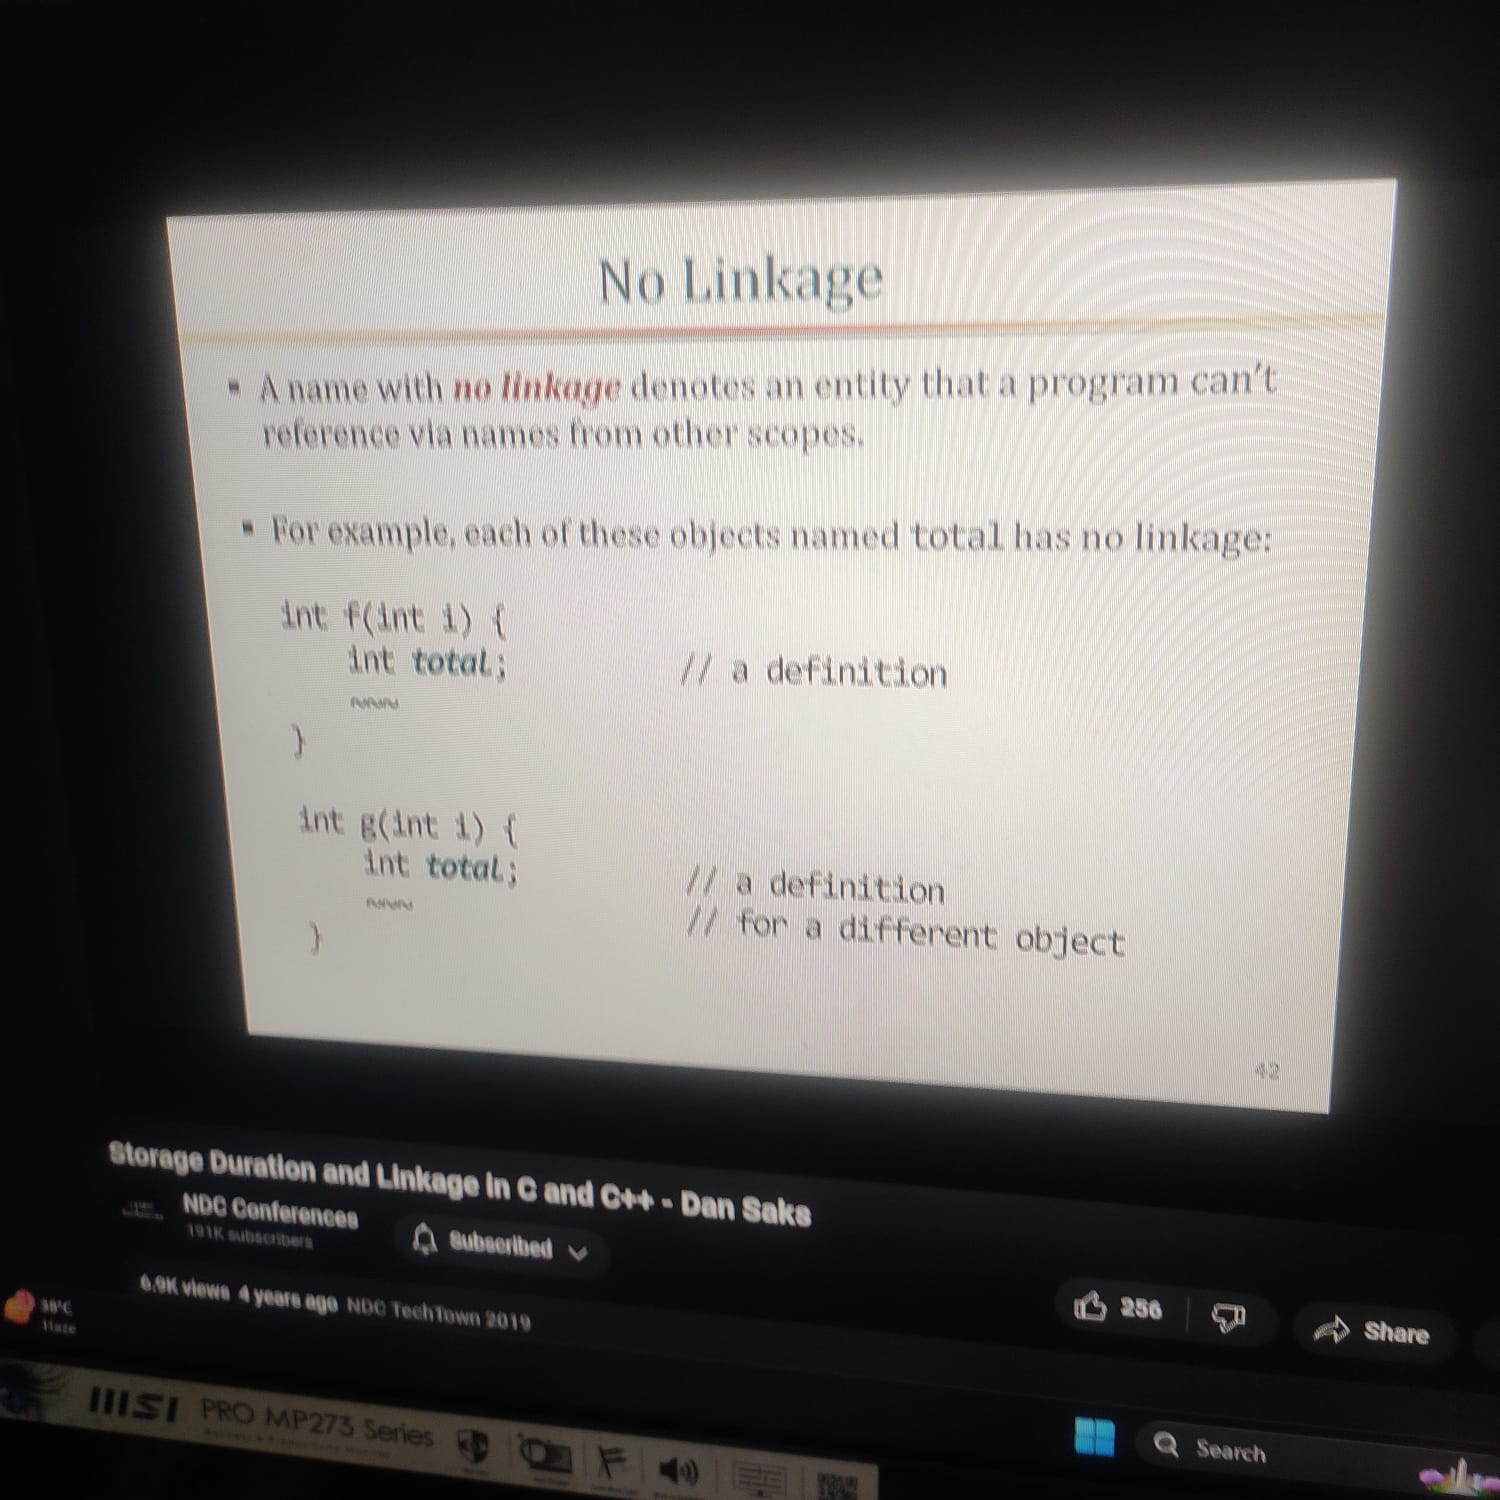 No Linkage
▪ A name with no linkage denotes an entity that a program can't
reference via names from other scopes.
▪ For example, each of these objects named total has no linkage:
int f(int i) {
int total; // a definition
~~~
}
int g(int i) {
int total; // a definition
~~~ // for a different object
}
42
Storage Duration and Linkage in C and C++ - Dan Saks
NDC Conferences
191K subscribers
Subscribed
6.9K views 4 years ago NDC TechTown 2019
256
Share
Haze
msi PRO MP273 Series
Search